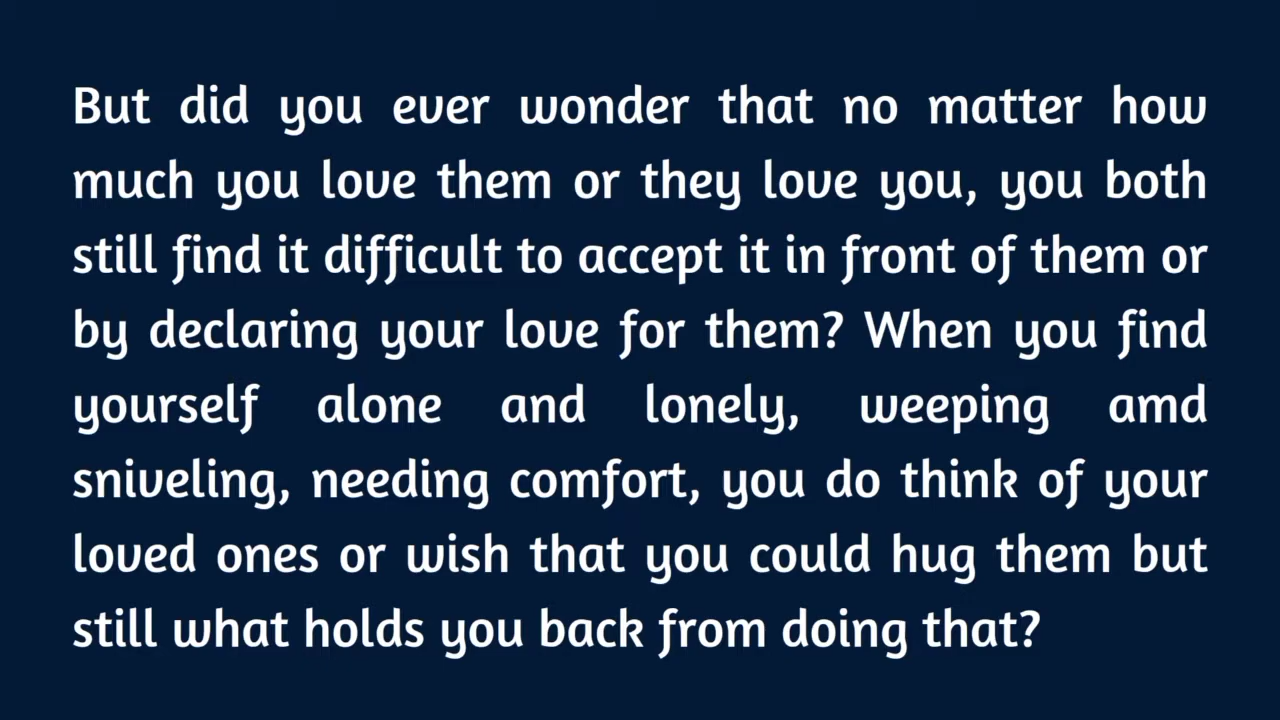 But did you ever wonder that no matter how
much you love them or they love you, you both
still find it difficult to accept it in front of them or
by declaring your love for them? When you find
yourself alone and lonely, weeping amd
sniveling, needing comfort, you do think of your
loved ones or wish that you could hug them but
still what holds you back from doing that?